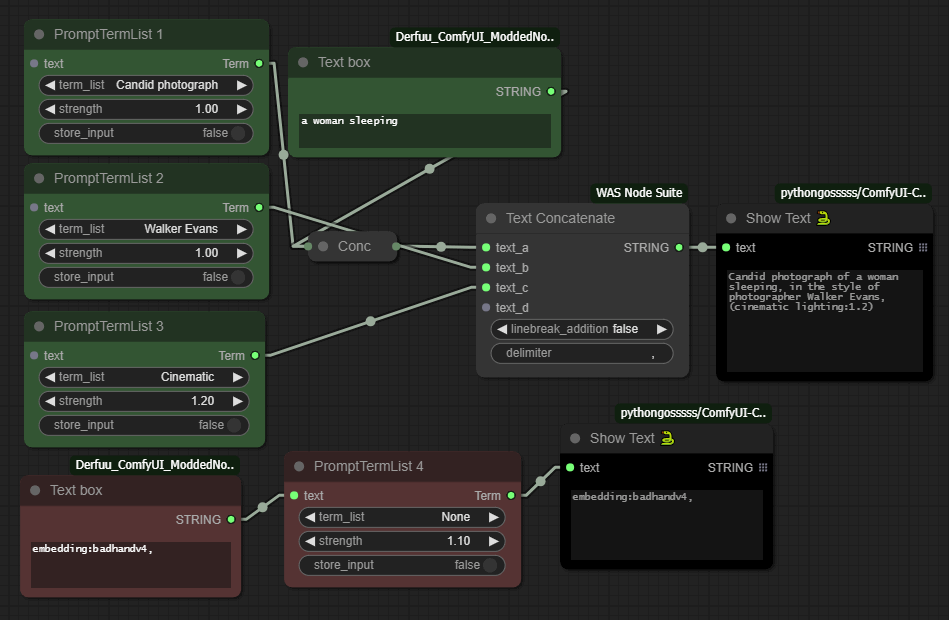 PromptTermList 1
text Term
term_list Candid photograph
strength 1.00
store_input false
Derfuu_ComfyUI_ModdedNo..
Text box
STRING
a woman sleeping
PromptTermList 2
text Term
term_list Walker Evans
strength 1.00
store_input false
Conc
WAS Node Suite
Text Concatenate
text_a STRING
text_b
text_c
text_d
linebreak_addition false
delimiter ,
pythongosssss/ComfyUI-C..
Show Text
text STRING
Candid photograph of a woman
sleeping, in the style of
photographer Walker Evans,
(cinematic lighting:1.2)
PromptTermList 3
text Term
term_list Cinematic
strength 1.20
store_input false
Derfuu_ComfyUI_ModdedNo..
Text box
STRING
embedding:badhandv4,
PromptTermList 4
text Term
term_list None
strength 1.10
store_input false
pythongosssss/ComfyUI-C..
Show Text
text STRING
embedding:badhandv4,